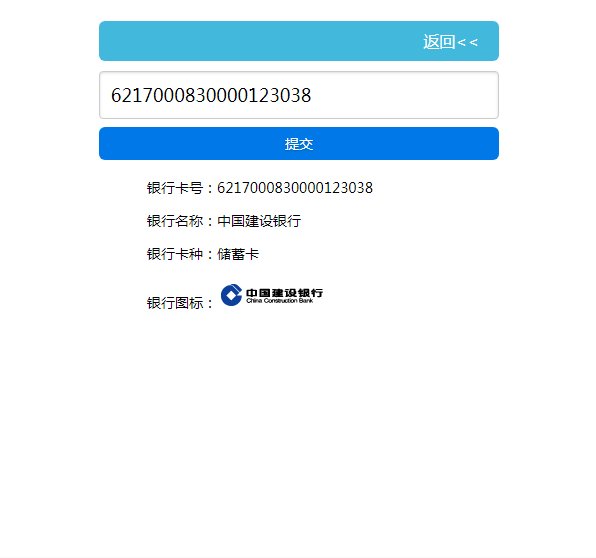 返回<<
6217000830000123038
提交
银行卡号：6217000830000123038
银行名称：中国建设银行
银行卡种：储蓄卡
银行图标：中国建设银行
China Construction Bank